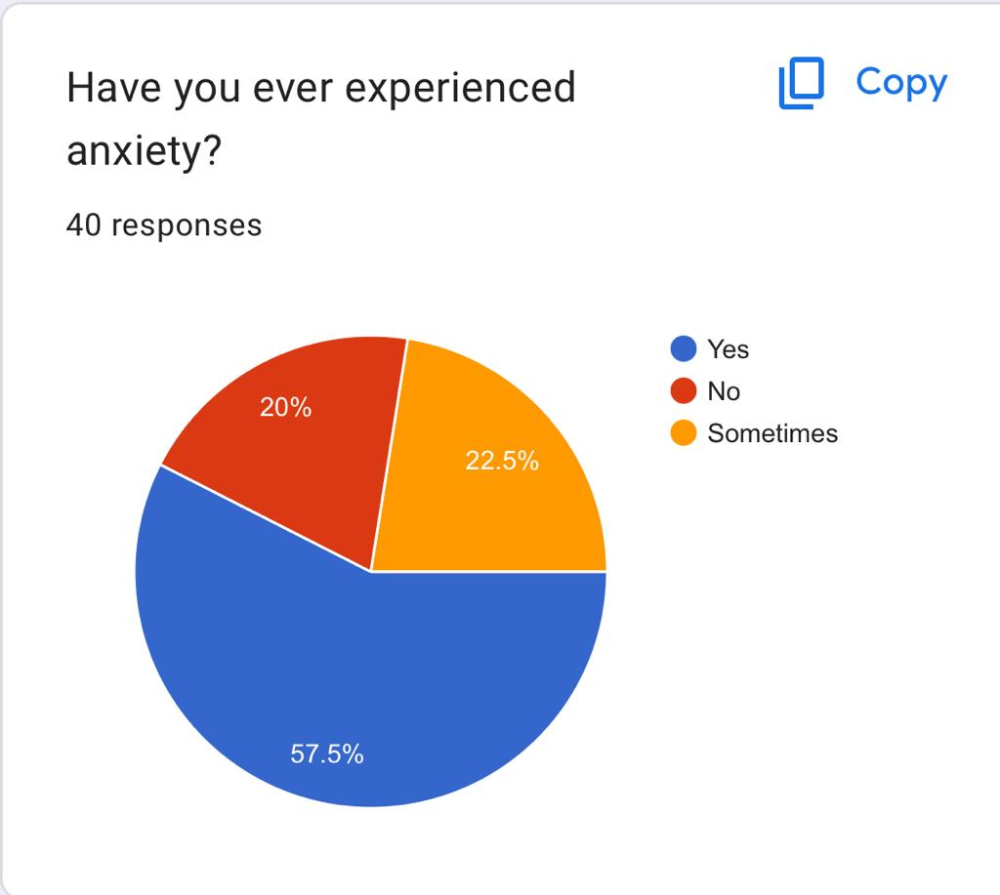 Have you ever experienced
anxiety?
Copy
40 responses
Yes
No
Sometimes
20%
22.5%
57.5%